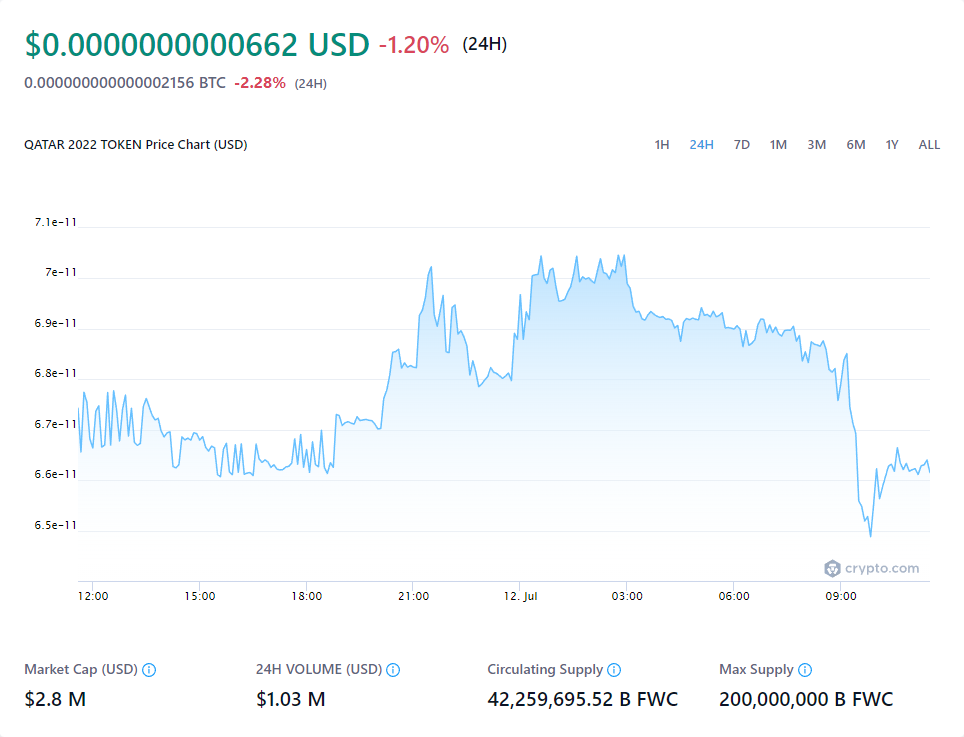 $0.0000000000662 USD -1.20% (24H)
0.000000000000002156 BTC -2.28% (24H)
QATAR 2022 TOKEN Price Chart (USD) 1H 24H 7D 1M 3M 6M 1Y ALL
7.1e-11
7e-11
6.9e-11
6.8e-11
6.7e-11
6.6e-11
6.5e-11
crypto.com
12:00 15:00 18:00 21:00 12. Jul 03:00 06:00 09:00
Market Cap (USD) 24H VOLUME (USD) Circulating Supply Max Supply
$2.8 M $1.03 M 42,259,695.52 B FWC 200,000,000 B FWC